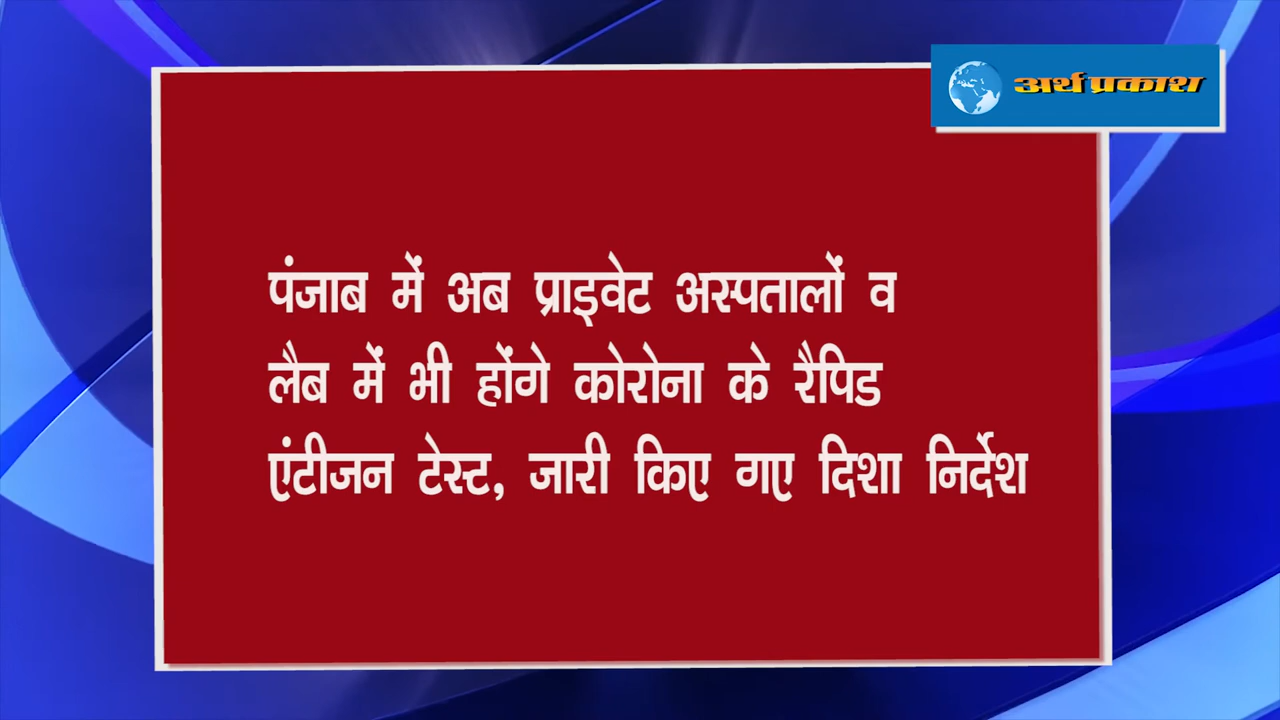 अर्थ प्रकाश
पंजाब में अब प्राइवेट अस्पतालों व
लैब में भी होंगे कोरोना के रैपिड
एंटीजन टेस्ट, जारी किए गए दिशा निर्देश